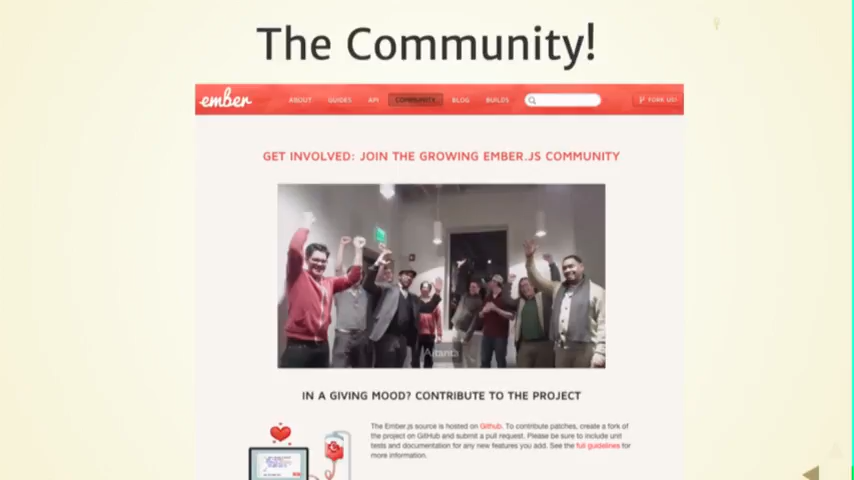 The Community!
ember
ABOUT GUIDES API COMMUNITY BLOG BUILDS FORK US!
GET INVOLVED: JOIN THE GROWING EMBER.JS COMMUNITY
Atlanta
IN A GIVING MOOD? CONTRIBUTE TO THE PROJECT
The Ember.js source is hosted on Github. To contribute patches, create a fork of
the project on GitHub and submit a pull request. Please be sure to include unit
tests and documentation for any new features you add. See the full guidelines for
more information.